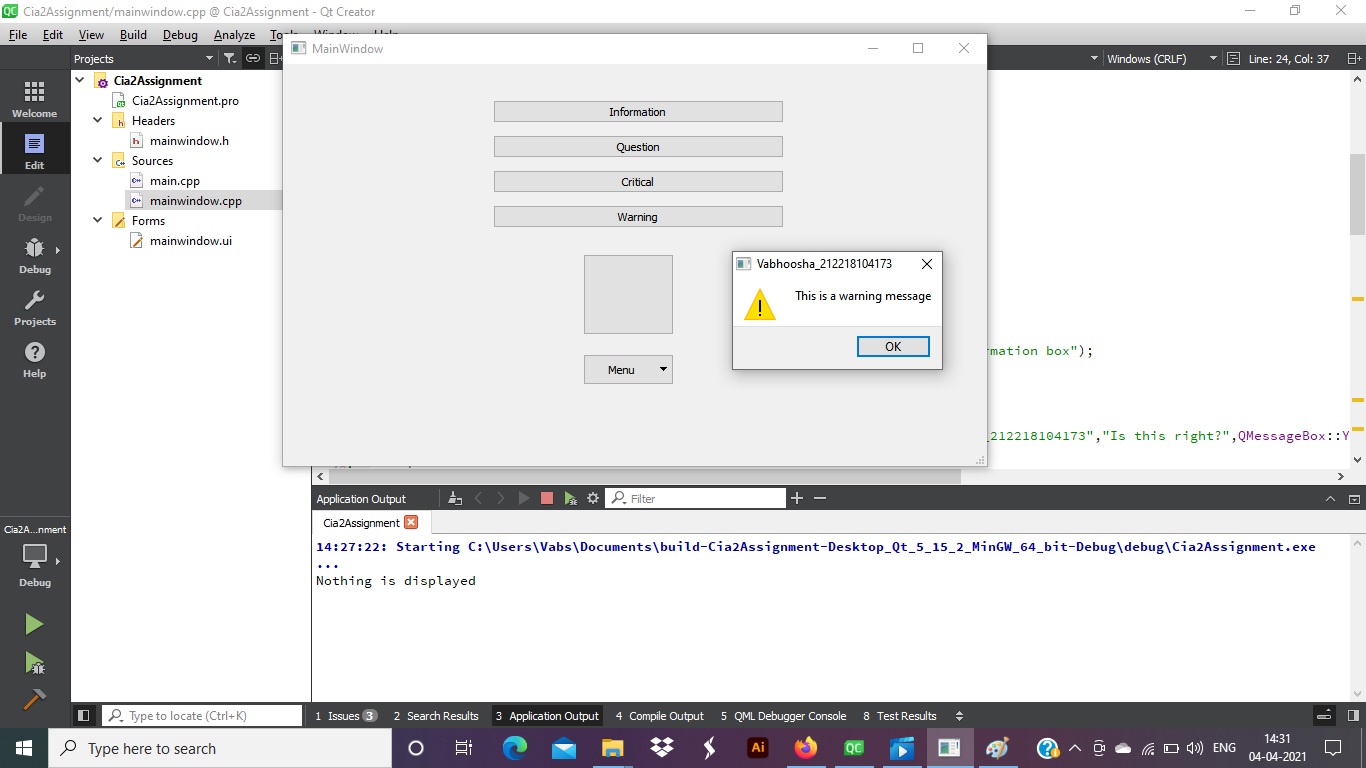 Cia2Assignment/mainwindow.cpp @ Cia2Assignment - Qt Creator
File Edit View Build Debug Analyze
Projects
Windows (CRLF) Line: 24, Col: 37
MainWindow
Welcome
Edit
Design
Debug
Projects
Help
Cia2Assignment
Cia2Assignment.pro
Headers
mainwindow.h
Sources
main.cpp
mainwindow.cpp
Forms
mainwindow.ui
Information
Question
Critical
Warning
Menu
Vabhoosha_212218104173
This is a warning message
OK
rmation box");
_212218104173","Is this right?",QMessageBox::Y
Application Output
Filter
Cia2Assignment
14:27:22: Starting C:\Users\Vabs\Documents\build-Cia2Assignment-Desktop_Qt_5_15_2_MinGW_64_bit-Debug\debug\Cia2Assignment.exe
...
Nothing is displayed
Cia2A...nment
Debug
Type to locate (Ctrl+K)
1 Issues 3 2 Search Results 3 Application Output 4 Compile Output 5 QML Debugger Console 8 Test Results
Type here to search
Ai
QC
ENG
14:31
04-04-2021